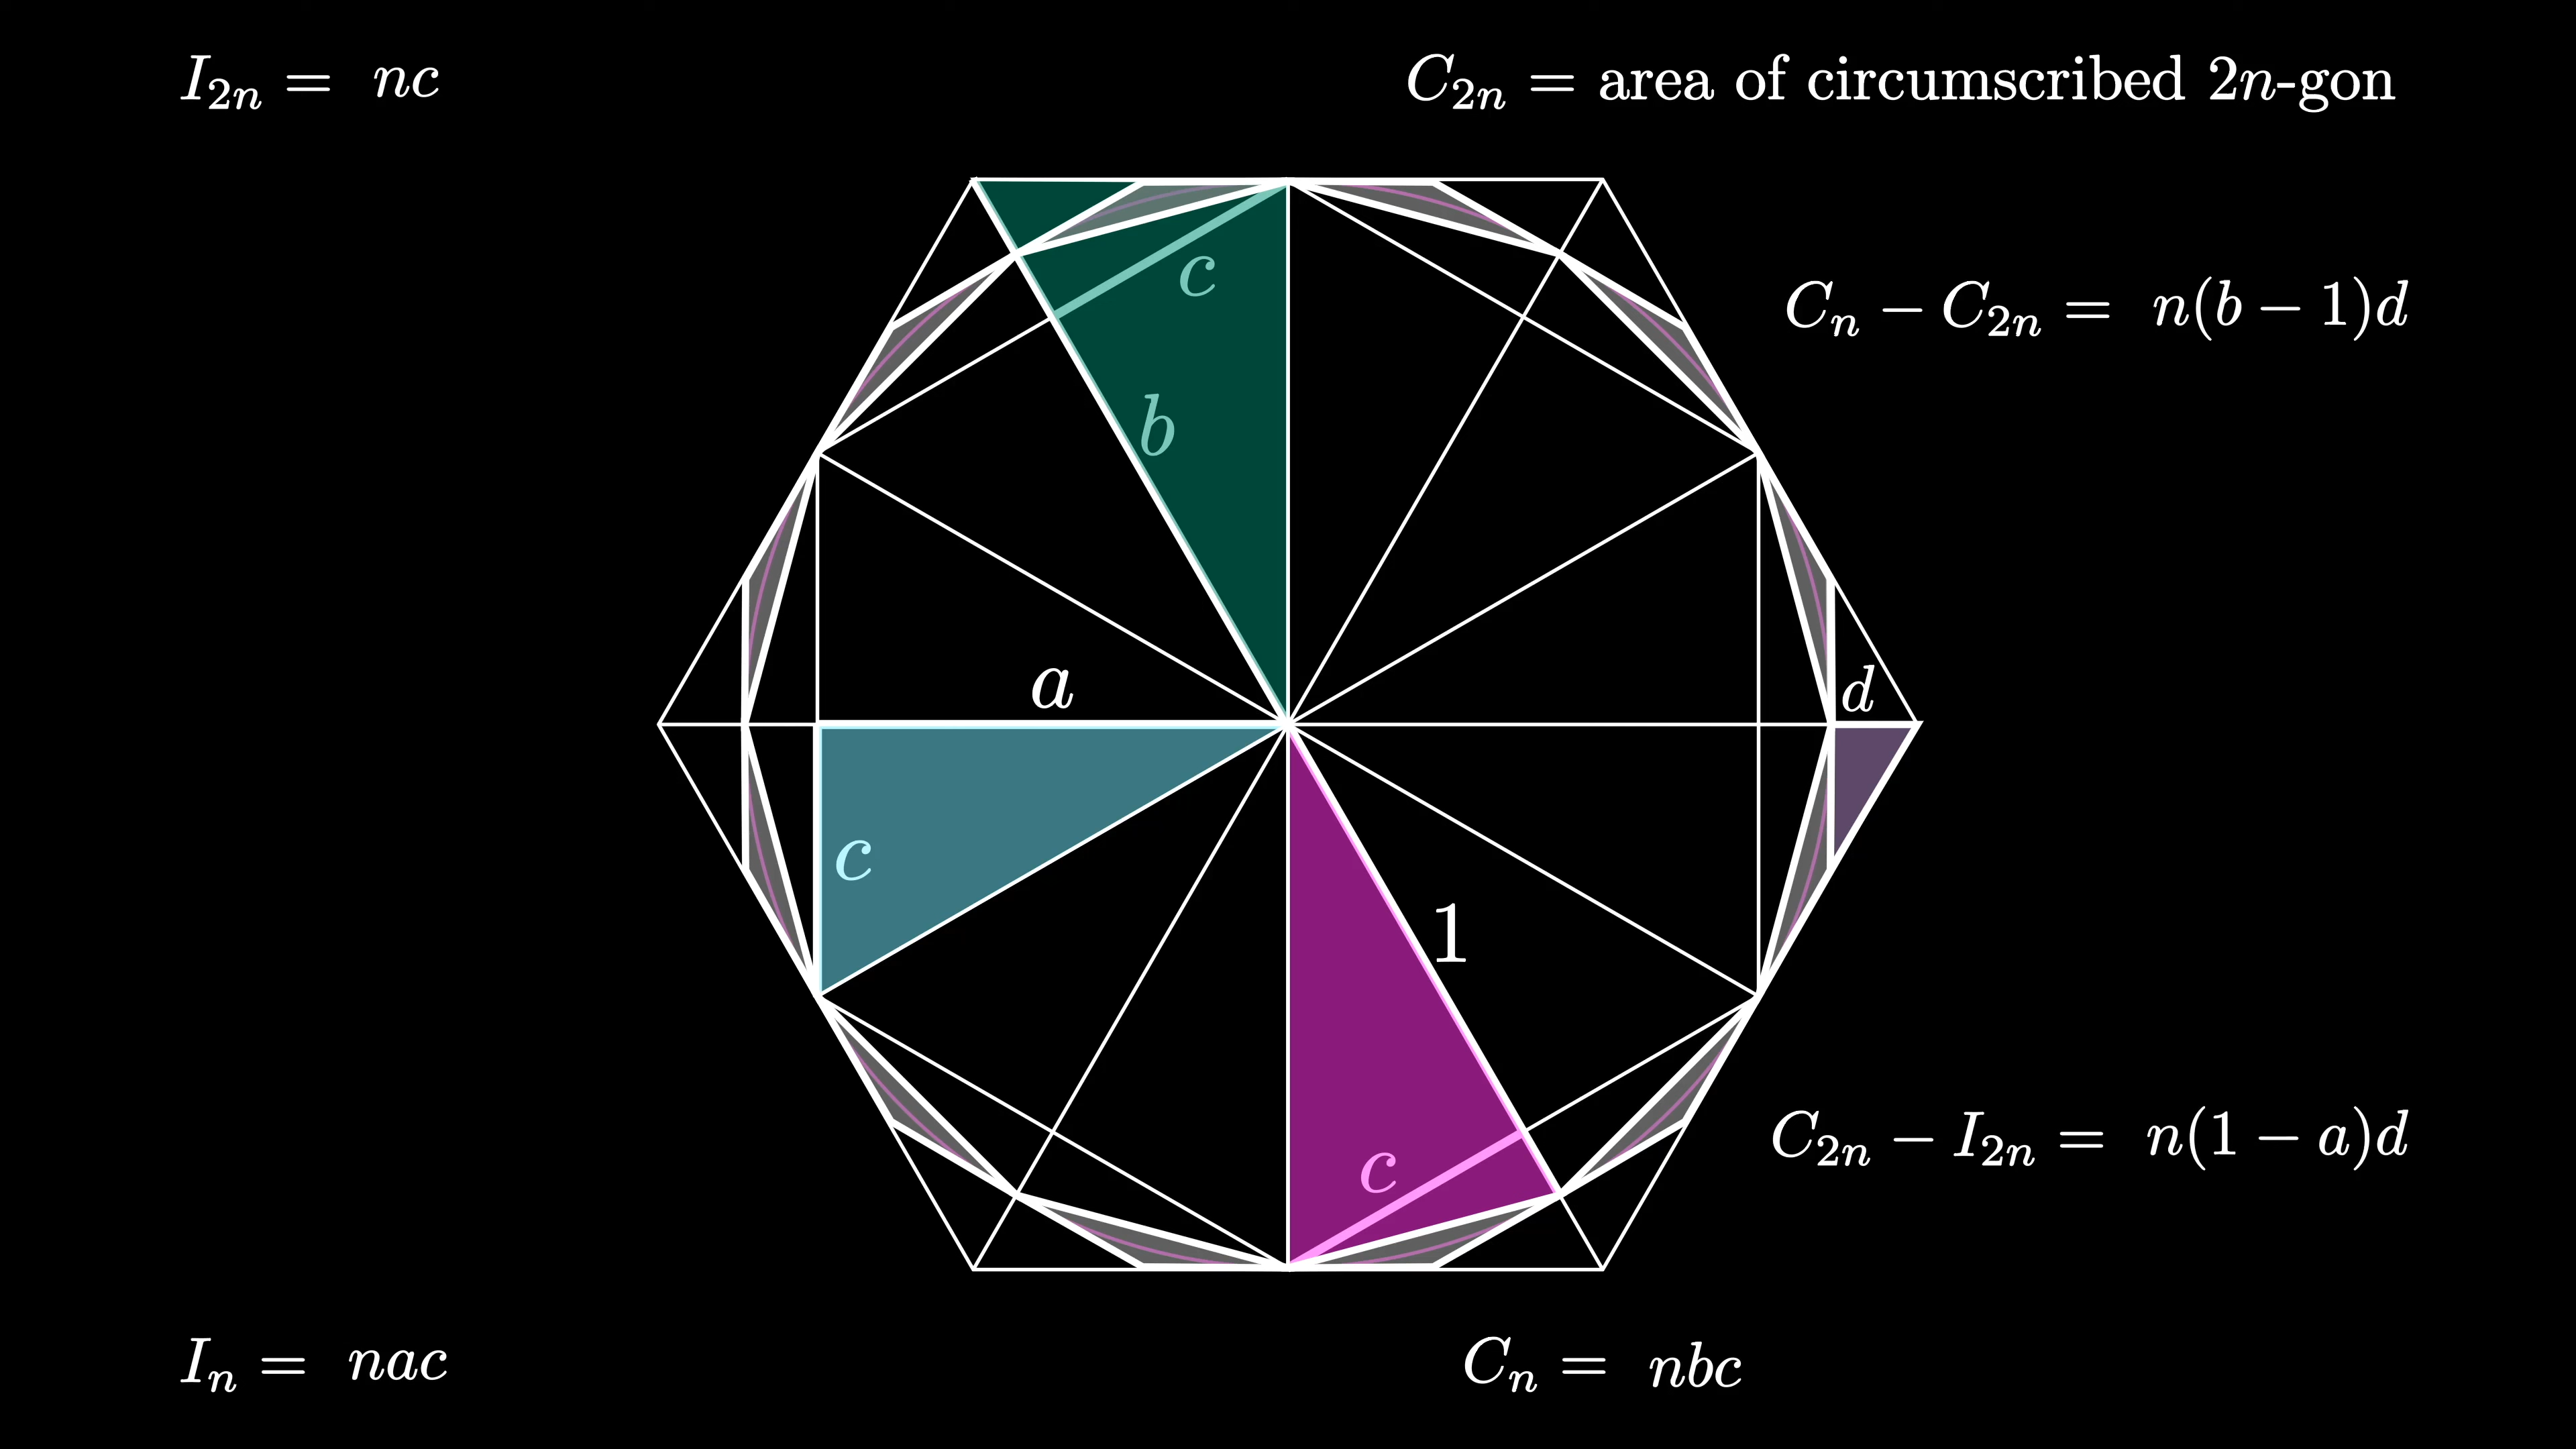 I_{2n} = nc
C_{2n} = area of circumscribed 2n-gon
c
C_n − C_{2n} = n(b − 1)d
b
a
d
c
1
c
C_{2n} − I_{2n} = n(1 − a)d
I_n = nac
C_n = nbc